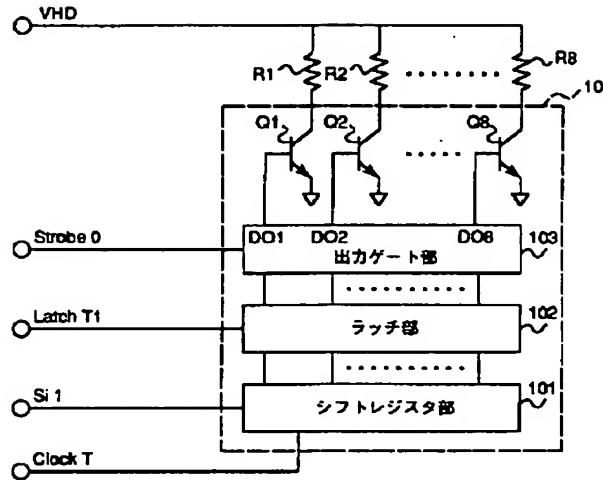 VHD
R1
R2
R8
10
Q1
Q2
Q8
Strobe 0
DO1
DO2
DO8
出力ゲート部
103
Latch T1
ラッチ部
102
Si 1
シフトレジスタ部
101
Clock T